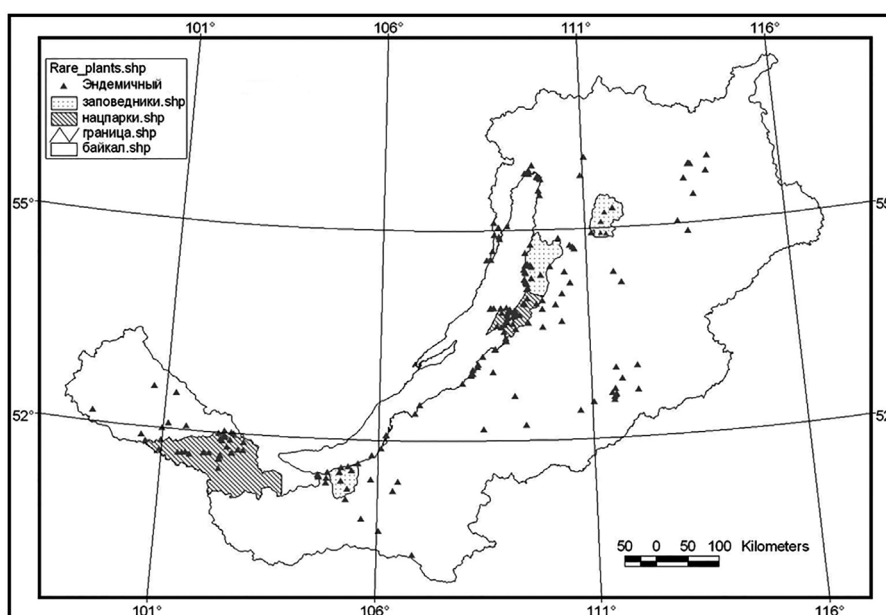 101° 106° 111° 116°
Rare_plants.shp
Эндемичный
заповедники.shp
нацпарки.shp
граница.shp
байкал.shp
55° 55
52° 52
50 0 50 100 Kilometers
101° 106° 111° 116°